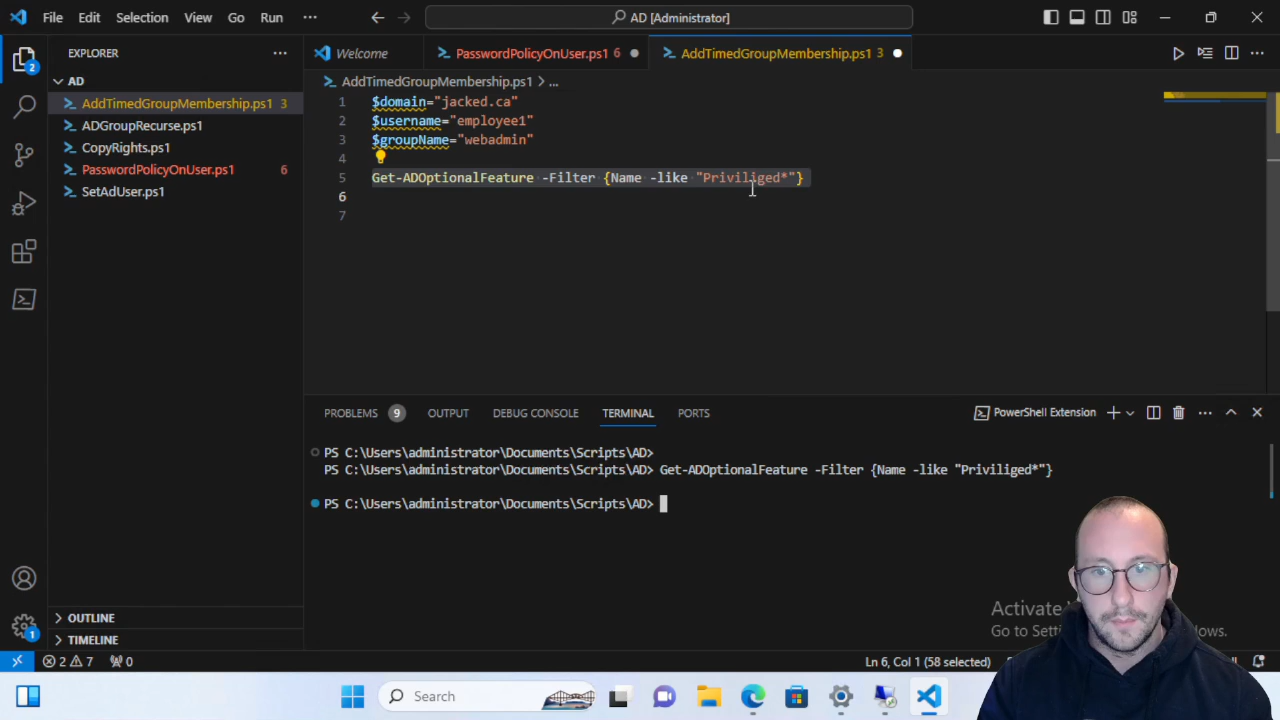 File Edit Selection View Go Run ··· AD [Administrator]
EXPLORER ···
Welcome PasswordPolicyOnUser.ps1 6 AddTimedGroupMembership.ps1 3
2
AD
AddTimedGroupMembership.ps1 > ...
AddTimedGroupMembership.ps1 3
ADGroupRecurse.ps1
CopyRights.ps1
PasswordPolicyOnUser.ps1 6
SetAdUser.ps1
1 $domain="jacked.ca"
2 $username="employee1"
3 $groupName="webadmin"
4
5 Get-ADOptionalFeature -Filter {Name -like "Priviliged*"}
6
7
PROBLEMS 9 OUTPUT DEBUG CONSOLE TERMINAL PORTS PowerShell Extension
PS C:\Users\administrator\Documents\Scripts\AD>
PS C:\Users\administrator\Documents\Scripts\AD> Get-ADOptionalFeature -Filter {Name -like "Priviliged*"}
PS C:\Users\administrator\Documents\Scripts\AD>
OUTLINE
1
TIMELINE
Activate
Go to ows.
2 7 0 Ln 6, Col 1 (58 selected)
Search